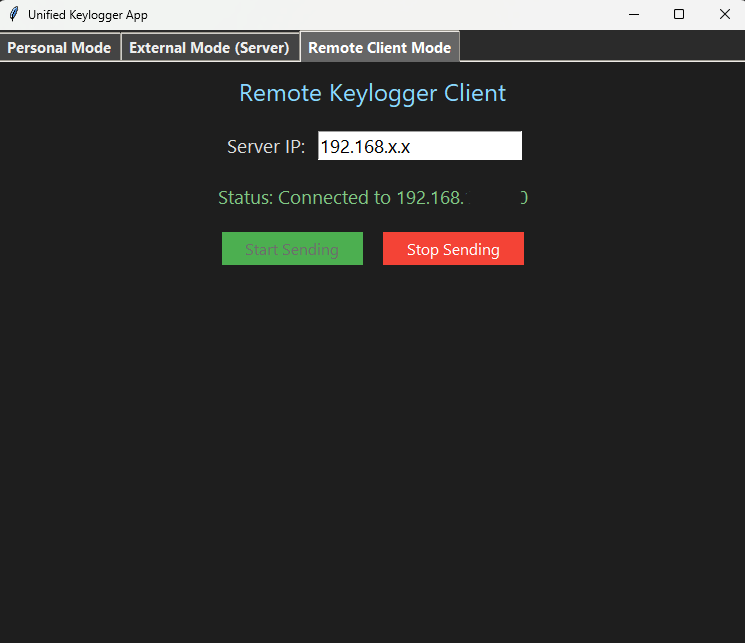 Unified Keylogger App
Personal Mode External Mode (Server) Remote Client Mode
Remote Keylogger Client
Server IP: 192.168.x.x
Status: Connected to 192.168.
Start Sending Stop Sending